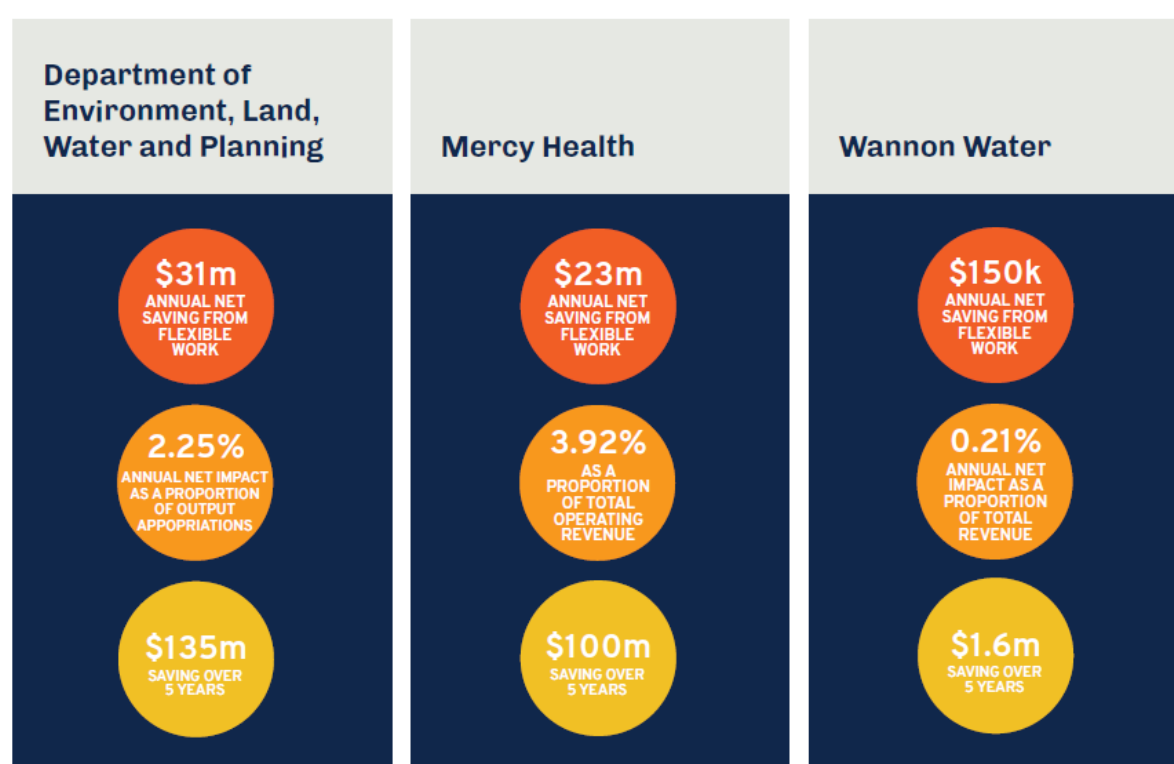 Department of
Environment, Land,
Water and Planning
$31m
ANNUAL NET
SAVING FROM
FLEXIBLE
WORK
2.25%
ANNUAL NET IMPACT
AS A PROPORTION
OF OUTPUT
APPOPRIATIONS
$135m
SAVING OVER
5 YEARS
Mercy Health
$23m
ANNUAL NET
SAVING FROM
FLEXIBLE
WORK
3.92%
AS A
PROPORTION
OF TOTAL
OPERATING
REVENUE
$100m
SAVING OVER
5 YEARS
Wannon Water
$150k
ANNUAL NET
SAVING FROM
FLEXIBLE
WORK
0.21%
ANNUAL NET
IMPACT AS A
PROPORTION
OF TOTAL
REVENUE
$1.6m
SAVING OVER
5 YEARS